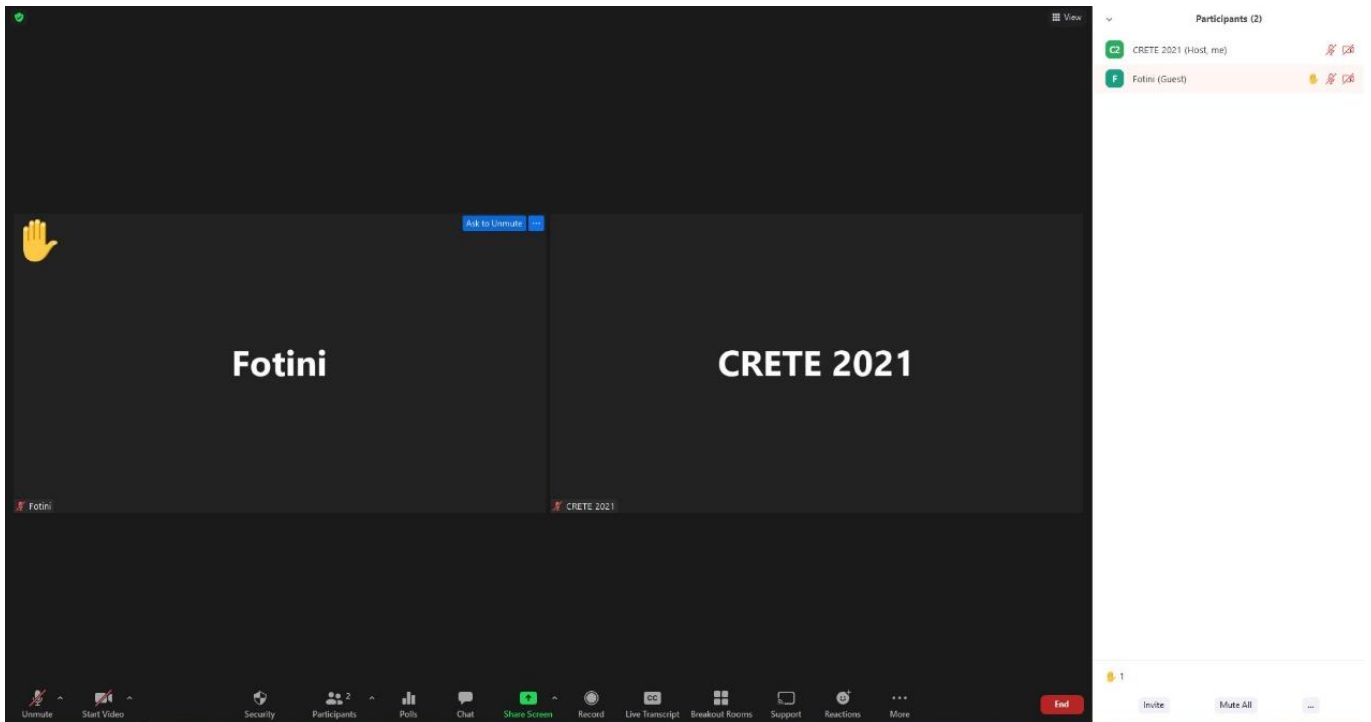 View
Participants (2)
C2 CRETE 2021 (Host, me)
F Fotini (Guest)
Ask to Unmute ...
Fotini
CRETE 2021
Fotini
CRETE 2021
1
Invite Mute All ...
2
CC
Unmute Start Video Security Participants Polls Chat Share Screen Record Live Transcript Breakout Rooms Support Reactions More End